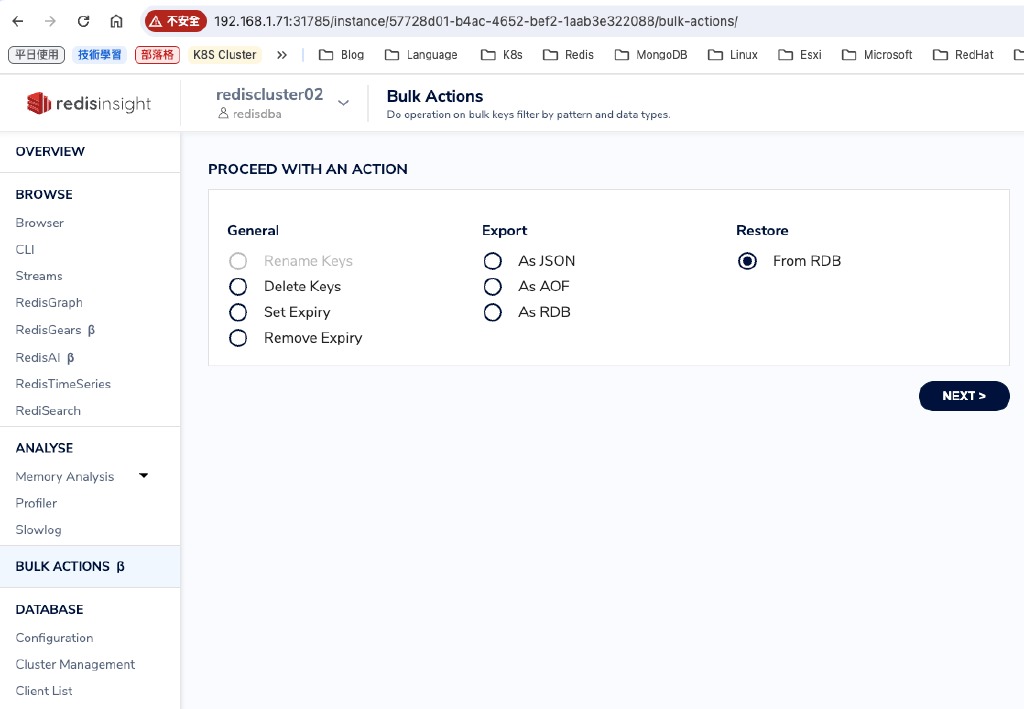 不安全 192.168.1.71:31785/instance/57728d01-b4ac-4652-bef2-1aab3e322088/bulk-actions/
平日使用 技術學習 部落格 K8S Cluster » Blog Language K8s Redis MongoDB Linux Esxi Microsoft RedHat
redisinsight
rediscluster02
redisdba
Bulk Actions
Do operation on bulk keys filter by pattern and data types.
OVERVIEW
BROWSE
Browser
CLI
Streams
RedisGraph
RedisGears β
RedisAI β
RedisTimeSeries
RediSearch
ANALYSE
Memory Analysis
Profiler
Slowlog
BULK ACTIONS β
DATABASE
Configuration
Cluster Management
Client List
PROCEED WITH AN ACTION
General
Rename Keys
Delete Keys
Set Expiry
Remove Expiry
Export
As JSON
As AOF
As RDB
Restore
From RDB
NEXT >